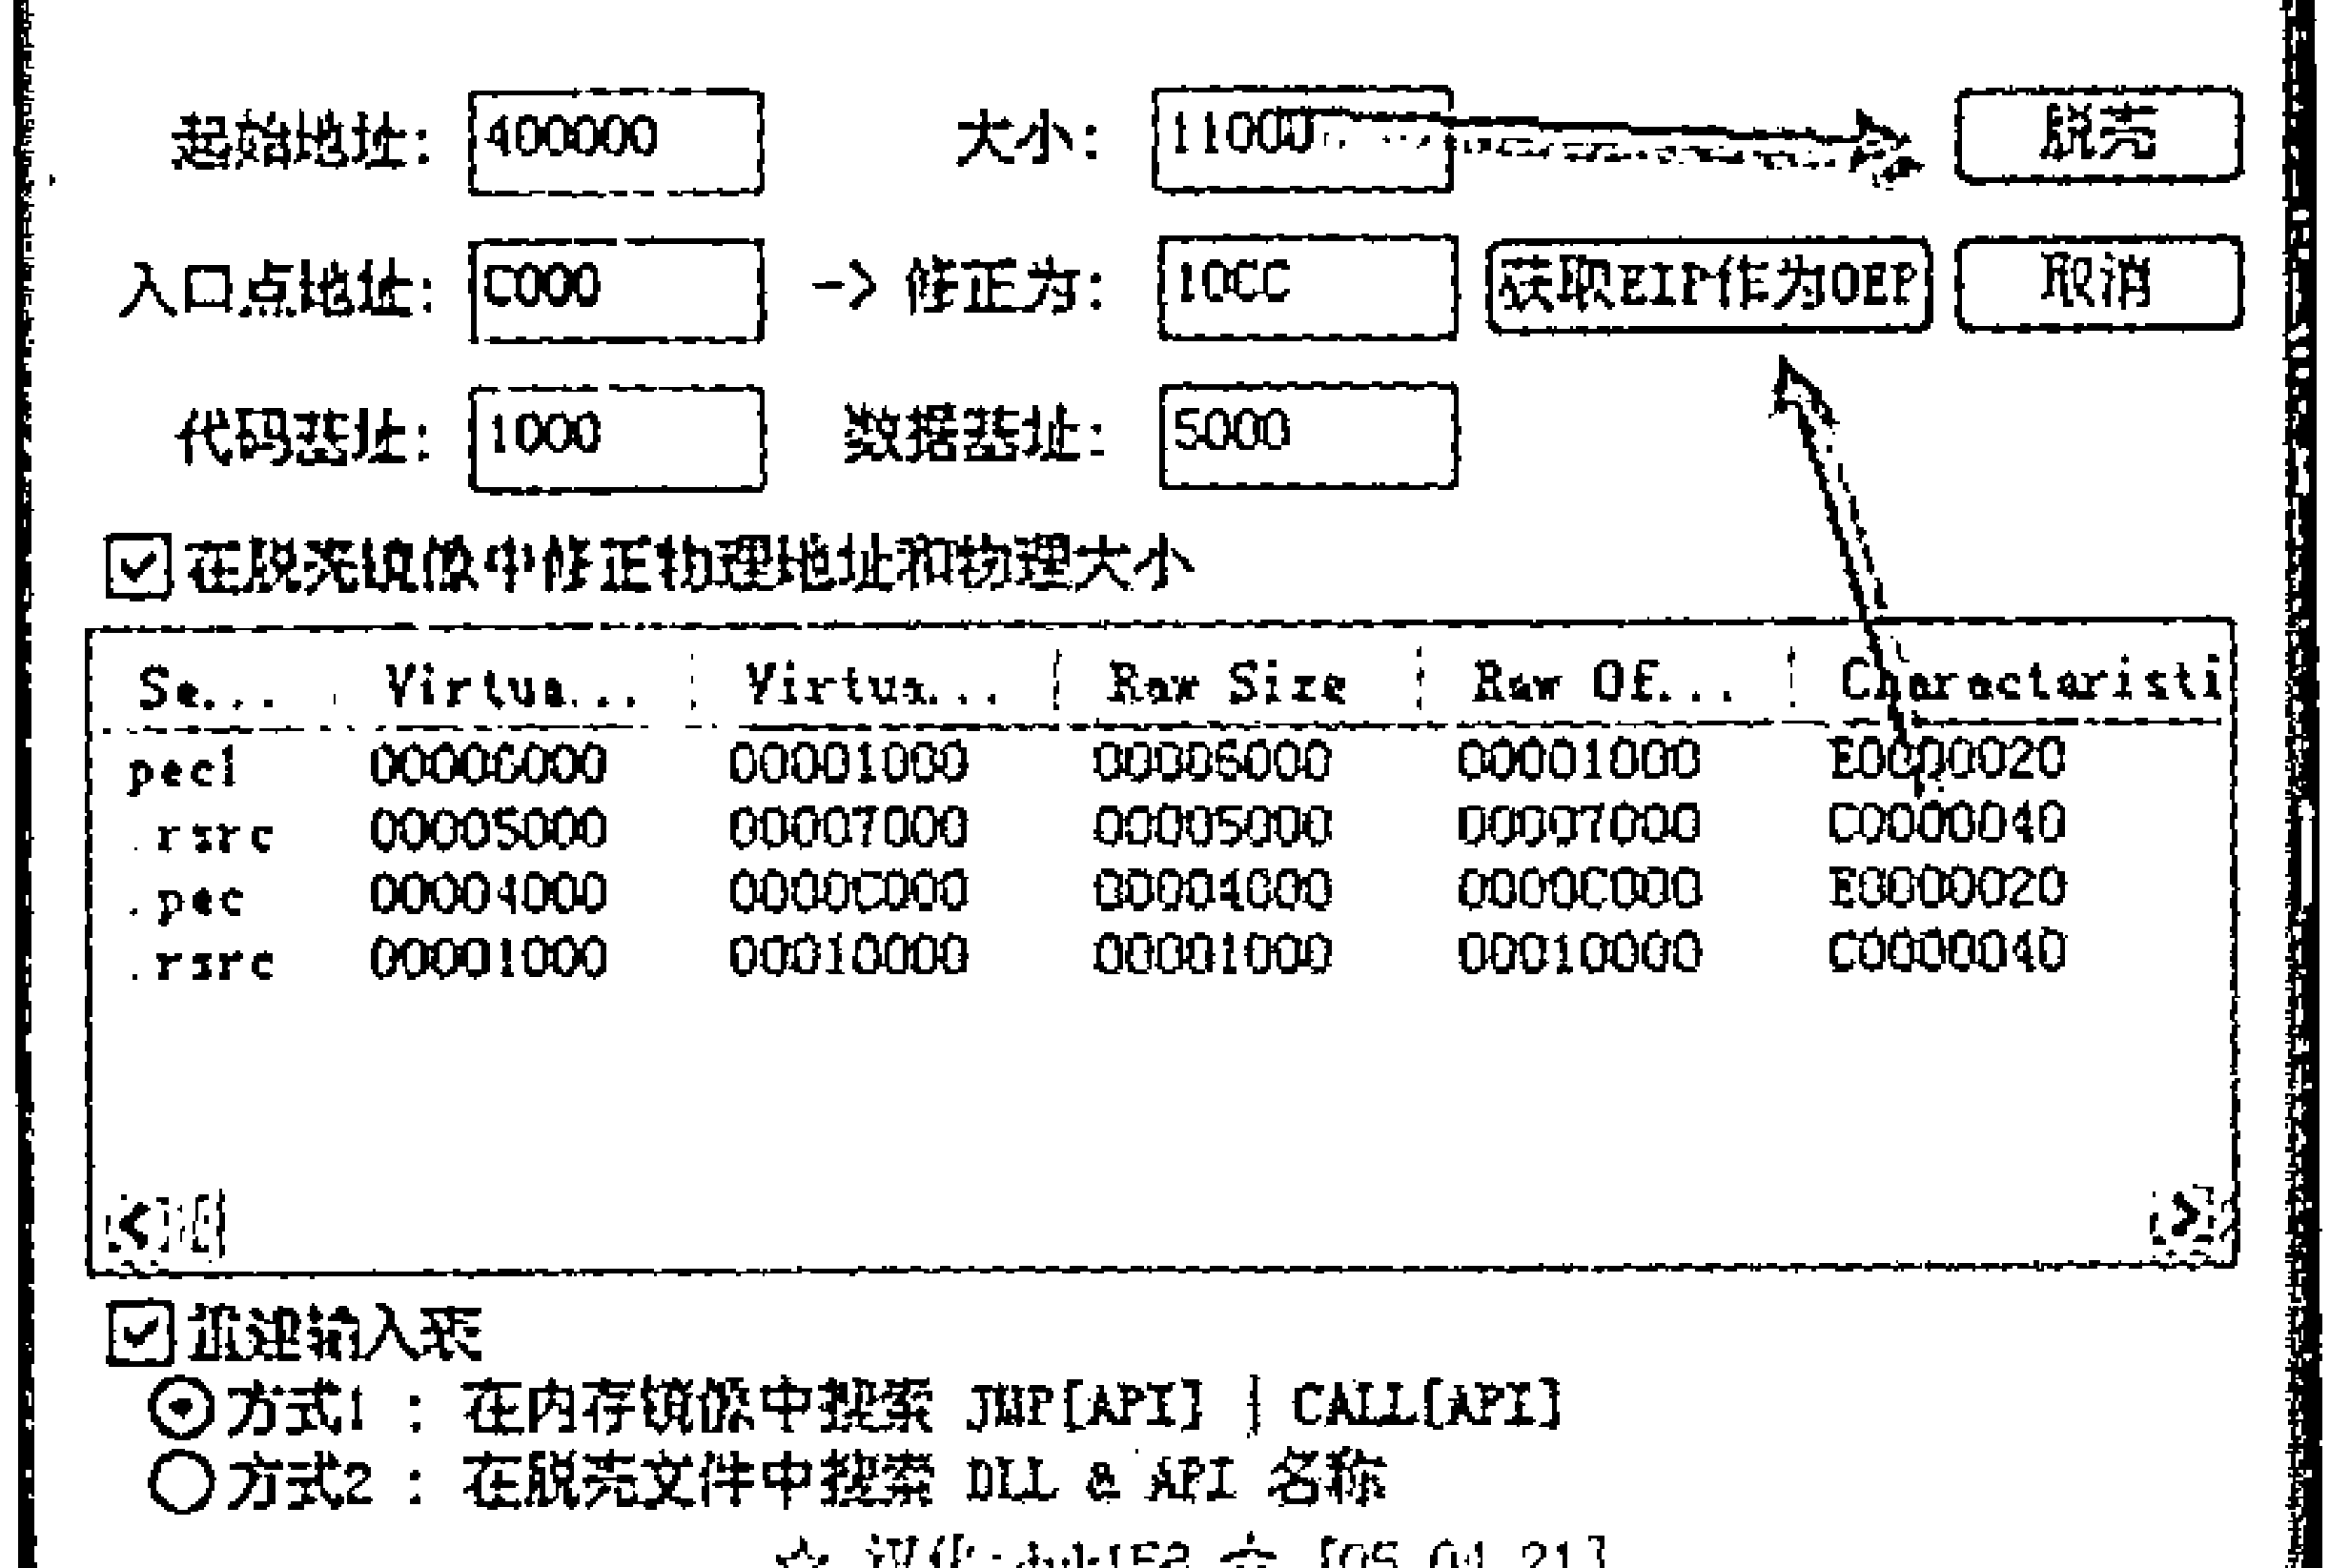 起始地址: 400000 大小: 11000 脱壳
入口点地址: C000 -> 修正为: 10CC 获取EIP作为OEP 取消
代码基址: 1000 数据基址: 5000
在脱壳镜像中修正物理地址和物理大小
Se... Virtua... Virtua... Raw Size Raw Of... Characteristi
pec1 00006000 00001000 00006000 00001000 E0000020
.rsrc 00005000 00007000 00005000 00007000 C0000040
.pec 00004000 0000C000 00004000 0000C000 E0000020
.rsrc 00001000 00010000 00001000 00010000 C0000040
重建输入表
方式1 : 在内存镜像中搜索 JMP[API] | CALL[API]
方式2 : 在脱壳文件中搜索 DLL & API 名称
☆ 汉化: ☆